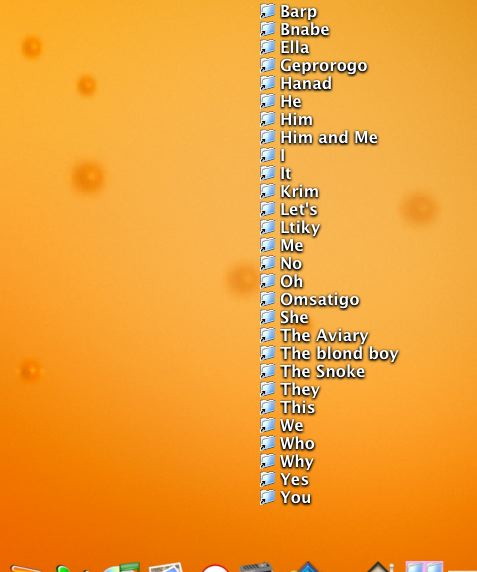 Barp
Bnabe
Ella
Geprorogo
Hanad
He
Him
Him and Me
I
It
Krim
Let's
Ltiky
Me
No
Oh
Omsatigo
She
The Aviary
The blond boy
The Snoke
They
This
We
Who
Why
Yes
You